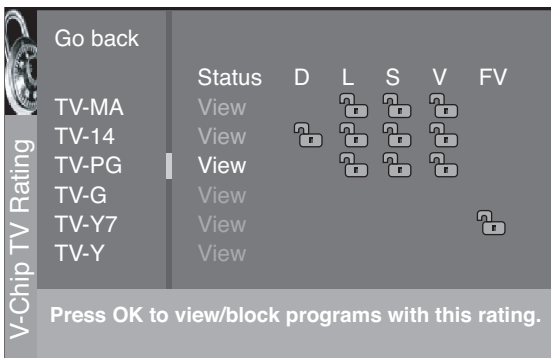 Go back
Status D L S V FV
TV-MA View
TV-14 View
TV-PG View
TV-G View
TV-Y7 View
TV-Y View
V-Chip TV Rating
Press OK to view/block programs with this rating.